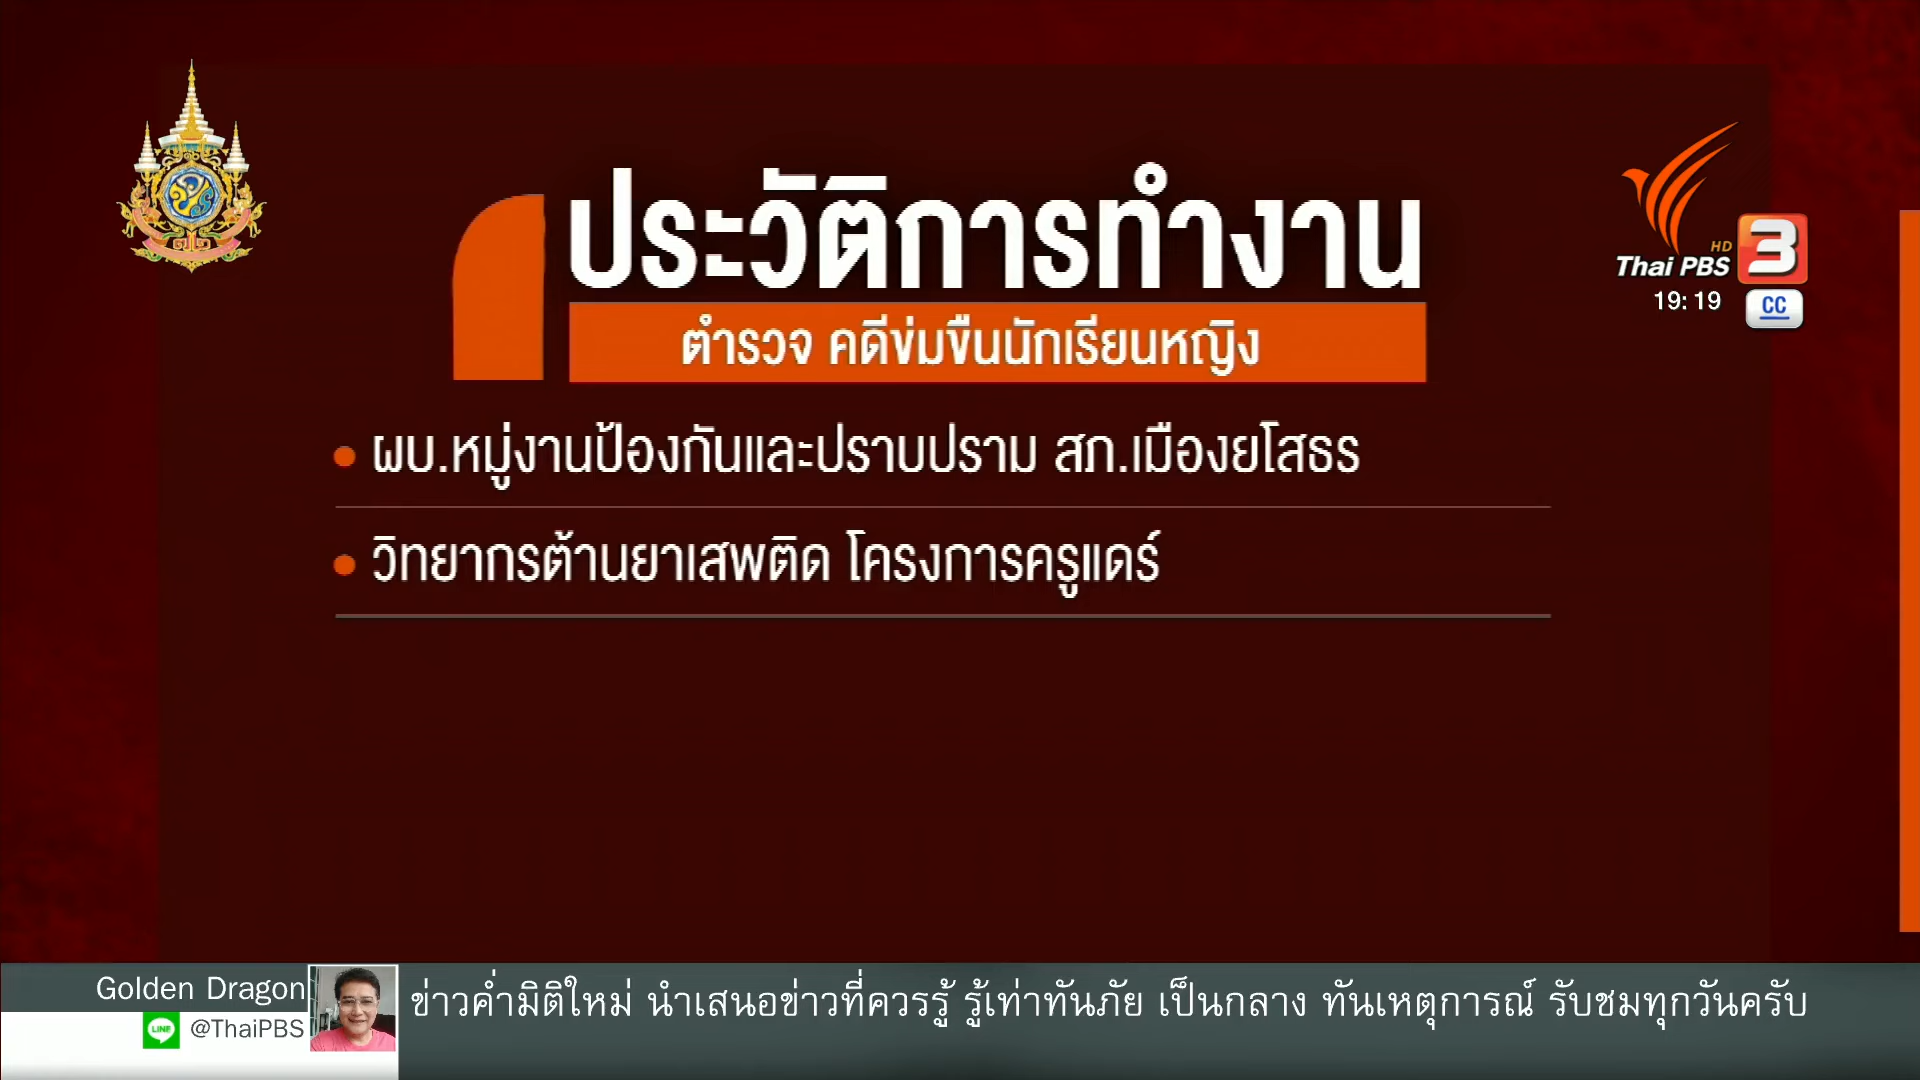 ประวัติการทำงาน
ตำรวจ คดีข่มขืนนักเรียนหญิง
HD
Thai PBS 3
19:19 CC
ผบ.หมู่งานป้องกันและปราบปราม สภ.เมืองยโสธร
วิทยากรต้านยาเสพติด โครงการครูแดร์
๗๒
Golden Dragon
LINE @ThaiPBS
ข่าวค่ำมิติใหม่ นำเสนอข่าวที่ควรรู้ รู้เท่าทันภัย เป็นกลาง ทันเหตุการณ์ รับชมทุกวันครับ